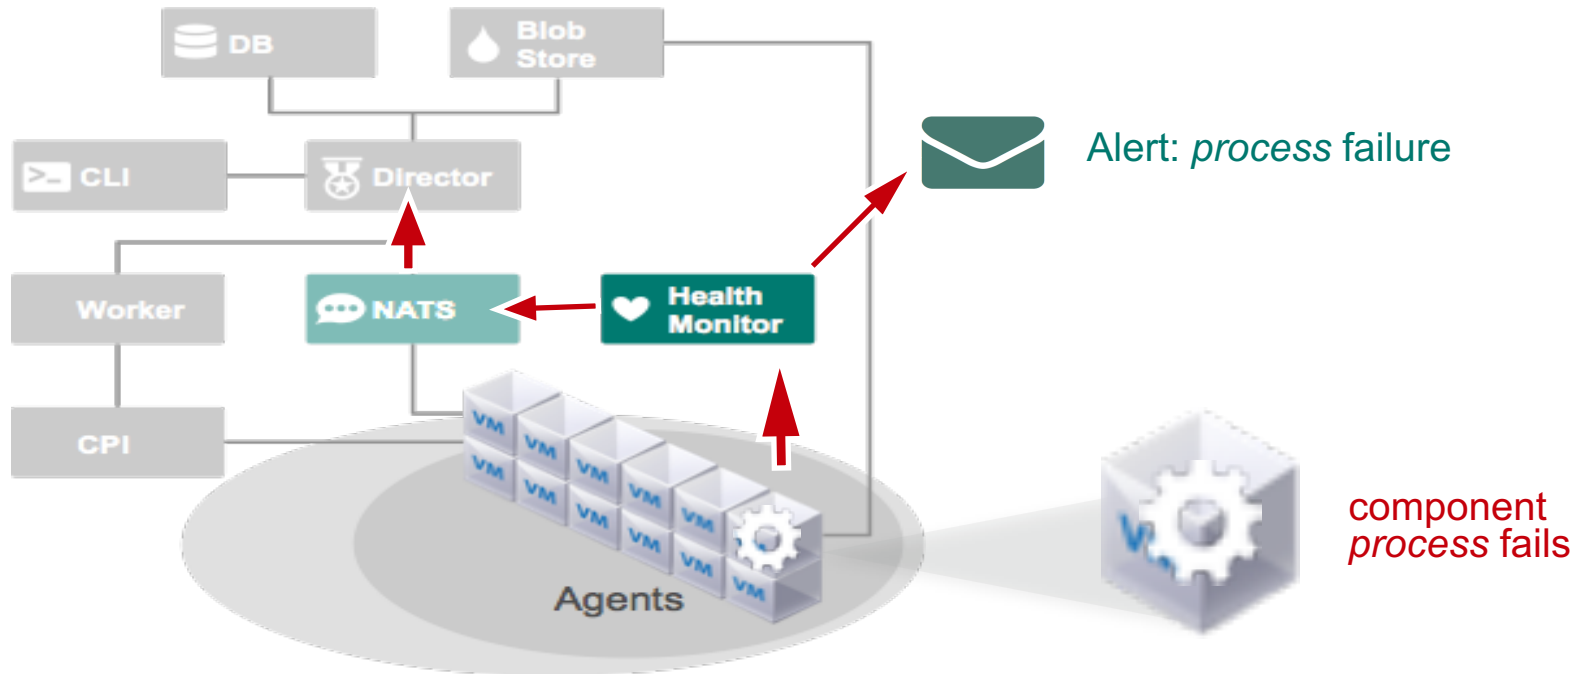 DB
Blob
Store
Alert: process failure
>_ CLI
Director
Worker
NATS
Health
Monitor
CPI
VM
VM
VM
VM
VM
VM
VM
VM
VM
VM
VM
Agents
component
process fails